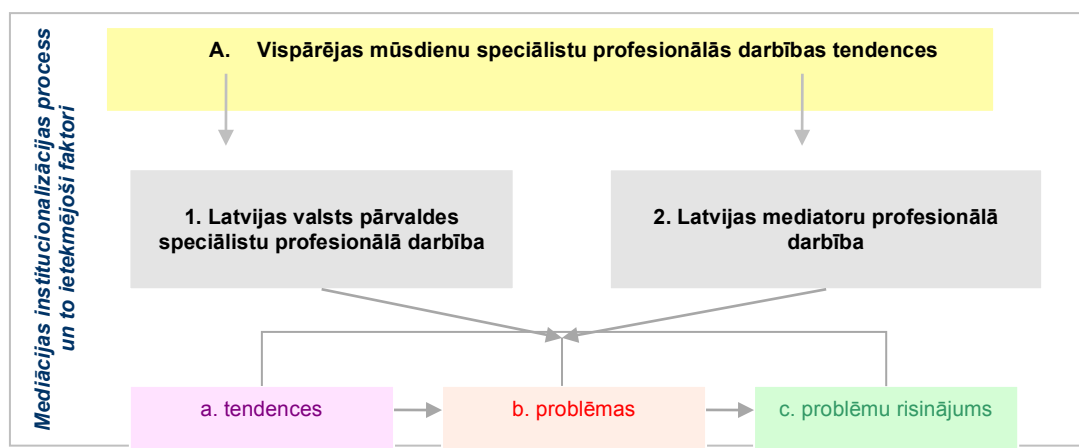 Mediācijas institucionalizācijas process
un to ietekmējoši faktori
A. Vispārējas mūsdienu speciālistu profesionālās darbības tendences
1. Latvijas valsts pārvaldes
speciālistu profesionālā darbība
2. Latvijas mediatoru profesionālā
darbība
a. tendences
b. problēmas
c. problēmu risinājums